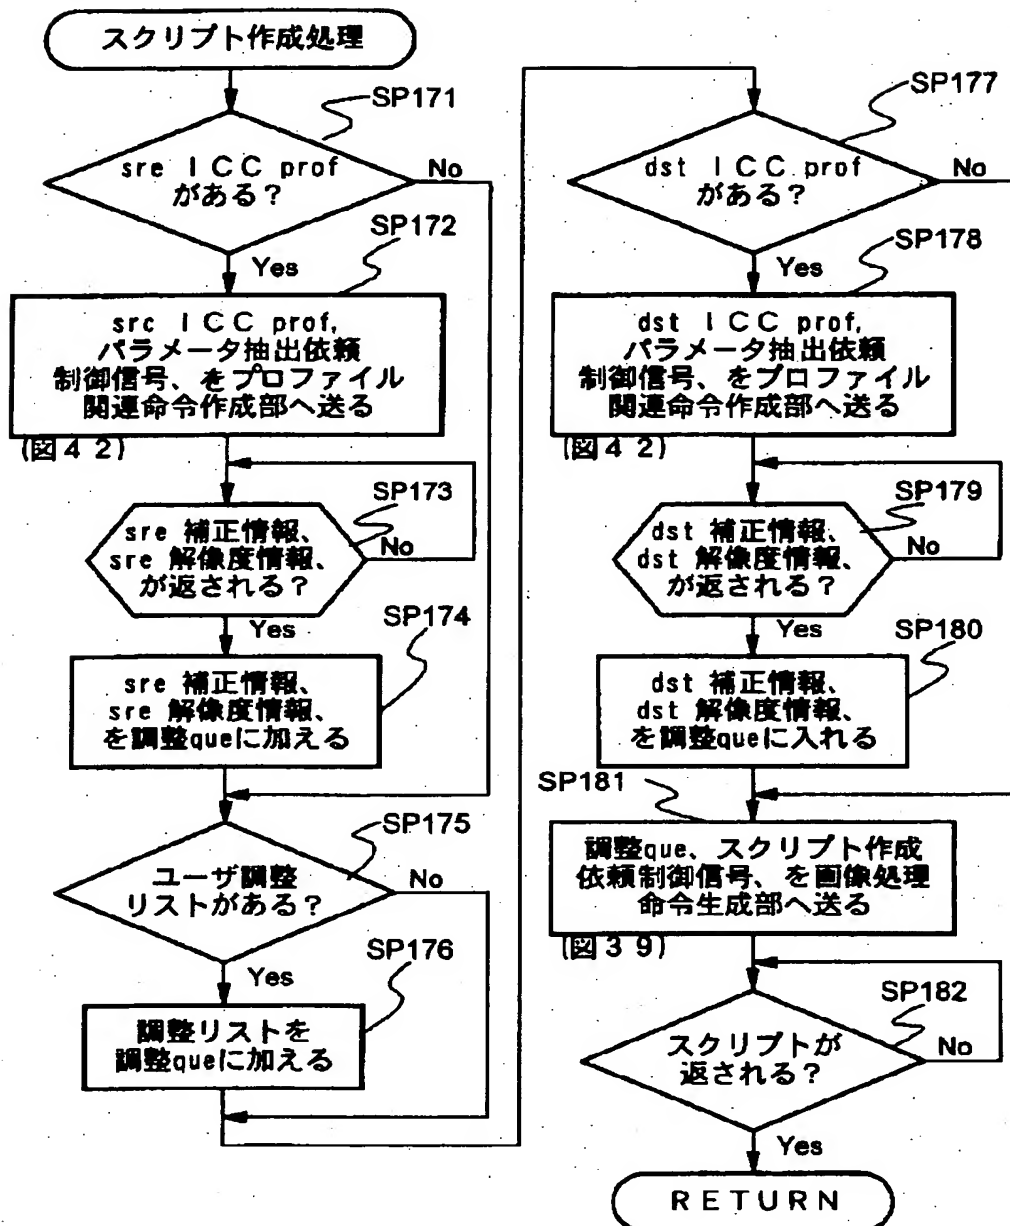 スクリプト作成処理
SP171
sre ICC prof
がある?
No
SP172
Yes
src ICC prof,
パラメータ抽出依頼
制御信号、をプロファイル
関連命令作成部へ送る
(図42)
SP173
sre 補正情報、
sre 解像度情報、
が返される?
No
SP174
Yes
sre 補正情報、
sre 解像度情報、
を調整queに加える
SP175
ユーザ調整
リストがある?
No
SP176
Yes
調整リストを
調整queに加える
SP177
dst ICC prof
がある?
No
SP178
Yes
dst ICC prof,
パラメータ抽出依頼
制御信号、をプロファイル
関連命令作成部へ送る
(図42)
SP179
dst 補正情報、
dst 解像度情報、
が返される?
No
SP180
Yes
dst 補正情報、
dst 解像度情報、
を調整queに入れる
SP181
調整que、スクリプト作成
依頼制御信号、を画像処理
命令生成部へ送る
(図39)
SP182
スクリプトが
返される?
No
Yes
RETURN